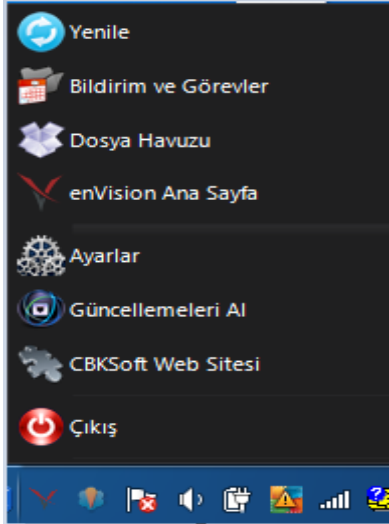 Yenile
Bildirim ve Görevler
Dosya Havuzu
enVision Ana Sayfa
Ayarlar
Güncellemeleri Al
CBKSoft Web Sitesi
Çıkış